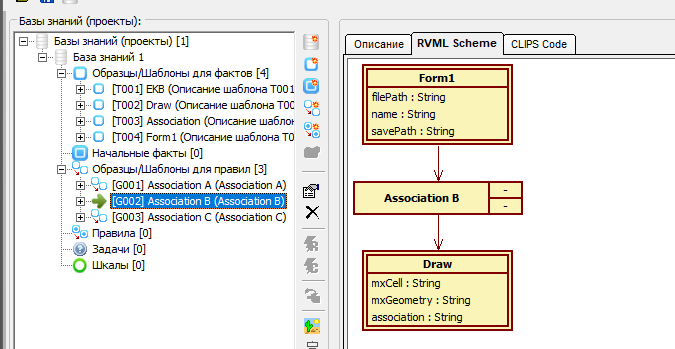 Базы знаний (проекты):
Базы знаний (проекты) [1]
База знаний 1
Образцы/Шаблоны для фактов [4]
[T001] EKB (Описание шаблона T001
[T002] Draw (Описание шаблона T00
[T003] Association (Описание шаблон
[T004] Form1 (Описание шаблона T0
Начальные факты [0]
Образцы/Шаблоны для правил [3]
[G001] Association A (Association A)
[G002] Association B (Association B)
[G003] Association C (Association C)
Правила [0]
Задачи [0]
Шкалы [0]
Описание
RVML Scheme
CLIPS Code
Form1
filePath : String
name : String
savePath : String
Association B
-
-
Draw
mxCell : String
mxGeometry : String
association : String